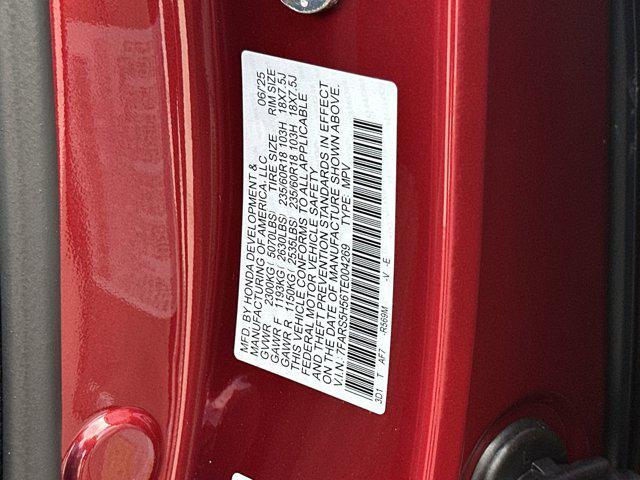 MFD. BY HONDA DEVELOPMENT & 06/25
MANUFACTURING OF AMERICA, LLC
GVWR 2300KG( 5070LBS) TIRE SIZE RIM SIZE
GAWR F 1193KG( 2630LBS) 235/60R18 103H 18X7.5J
GAWR R 1150KG( 2535LBS) 235/60R18 103H 18X7.5J
THIS VEHICLE CONFORMS TO ALL APPLICABLE
FEDERAL MOTOR VEHICLE SAFETY
AND THEFT PREVENTION STANDARDS IN EFFECT
ON THE DATE OF MANUFACTURE SHOWN ABOVE.
V.I.N.: 7FARS5H56TE004269 TYPE: MPV
3D1 T AF7 -R569M -V -E